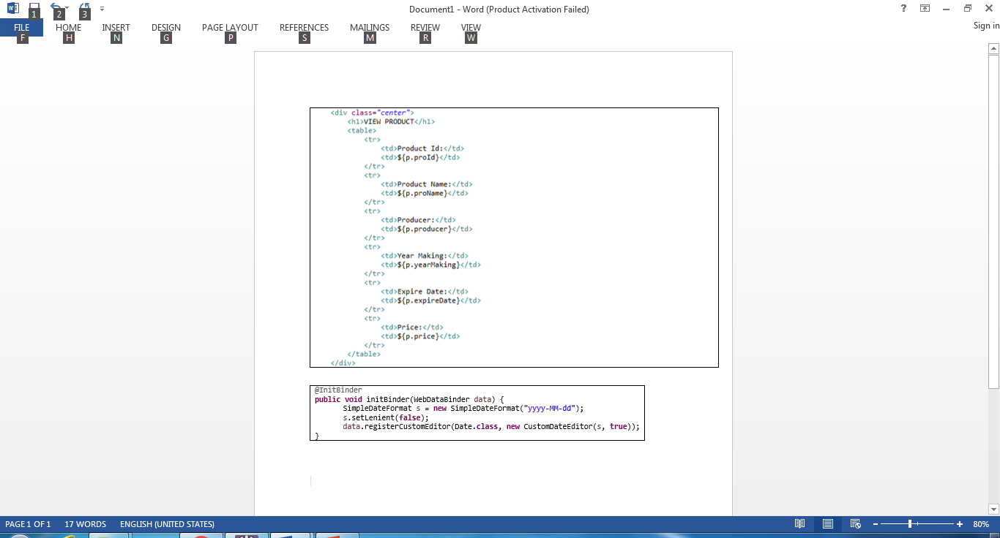 Document1 - Word (Product Activation Failed)
1 2 3
FILE HOME INSERT DESIGN PAGE LAYOUT REFERENCES MAILINGS REVIEW VIEW Sign in
F H N G P S M R W
<div class="center">
<h1>VIEW PRODUCT</h1>
<table>
<tr>
<td>Product Id:</td>
<td>${p.proId}</td>
</tr>
<tr>
<td>Product Name:</td>
<td>${p.proName}</td>
</tr>
<tr>
<td>Producer:</td>
<td>${p.producer}</td>
</tr>
<tr>
<td>Year Making:</td>
<td>${p.yearMaking}</td>
</tr>
<tr>
<td>Expire Date:</td>
<td>${p.expireDate}</td>
</tr>
<tr>
<td>Price:</td>
<td>${p.price}</td>
</tr>
</table>
</div>
@InitBinder
public void initBinder(WebDataBinder data) {
SimpleDateFormat s = new SimpleDateFormat("yyyy-MM-dd");
s.setLenient(false);
data.registerCustomEditor(Date.class, new CustomDateEditor(s, true));
}
PAGE 1 OF 1 17 WORDS ENGLISH (UNITED STATES) 80%